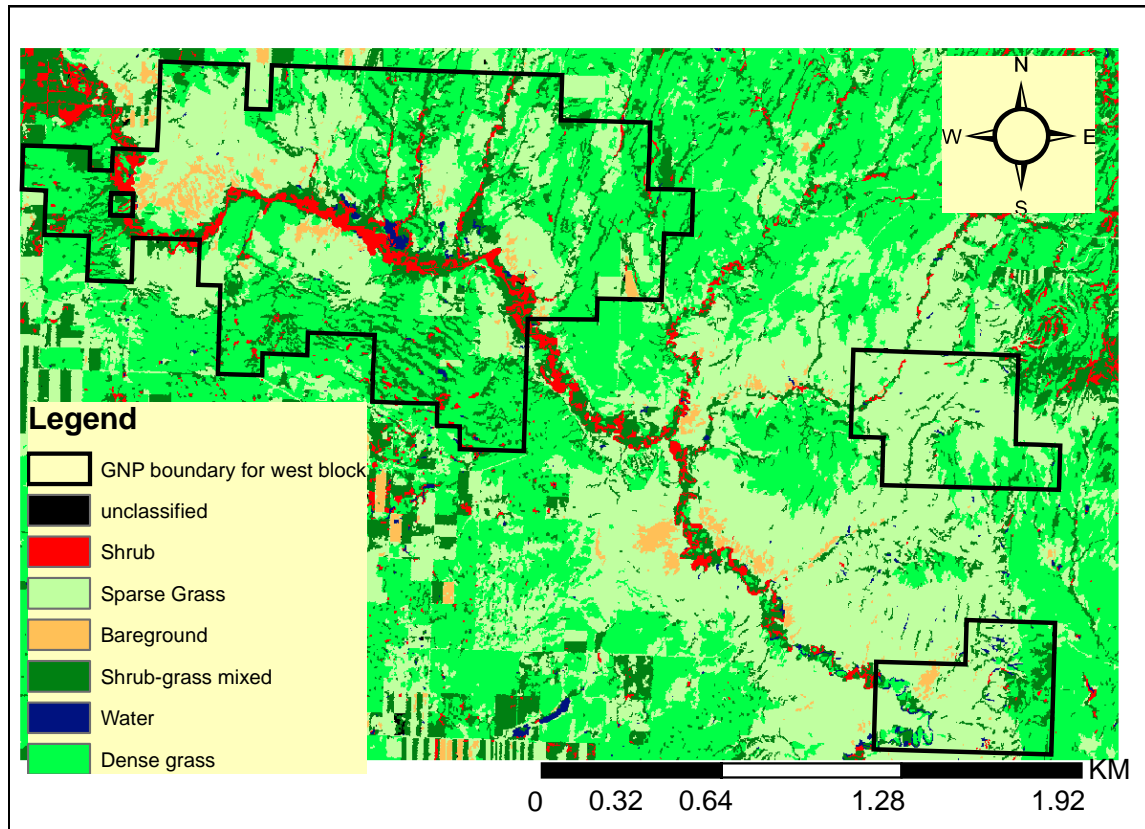 N
W E
S
Legend
GNP boundary for west block
unclassified
Shrub
Sparse Grass
Bareground
Shrub-grass mixed
Water
Dense grass
KM
0 0.32 0.64 1.28 1.92